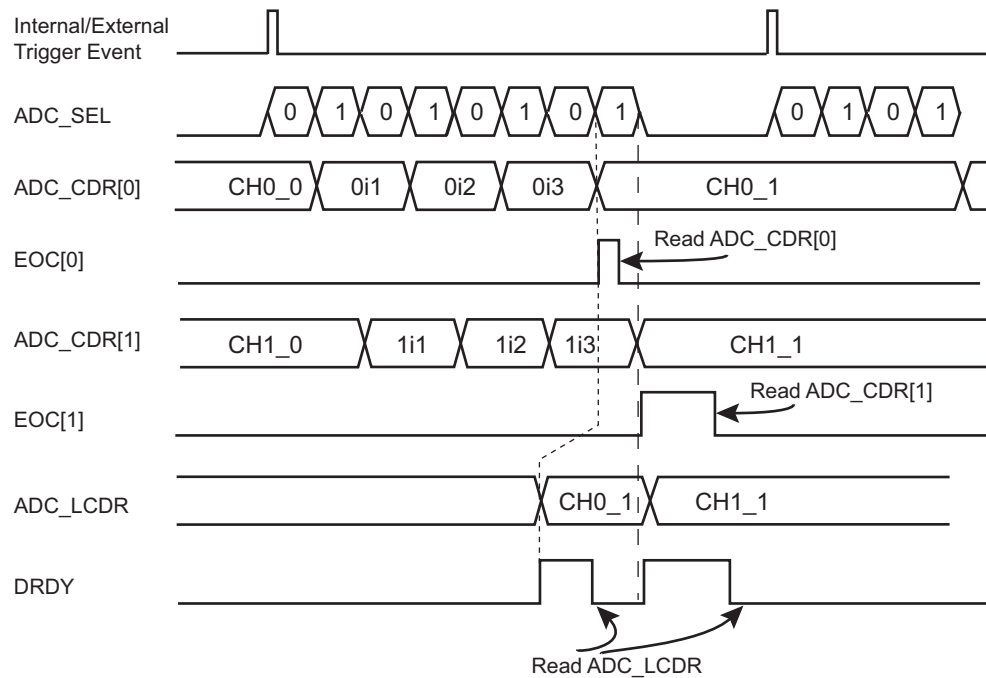 Internal/External
Trigger Event
ADC_SEL
0 1 0 1 0 1 0 1 0 1 0 1
ADC_CDR[0]
CH0_0 0i1 0i2 0i3 CH0_1
EOC[0]
Read ADC_CDR[0]
ADC_CDR[1]
CH1_0 1i1 1i2 1i3 CH1_1
EOC[1]
Read ADC_CDR[1]
ADC_LCDR
CH0_1 CH1_1
DRDY
Read ADC_LCDR